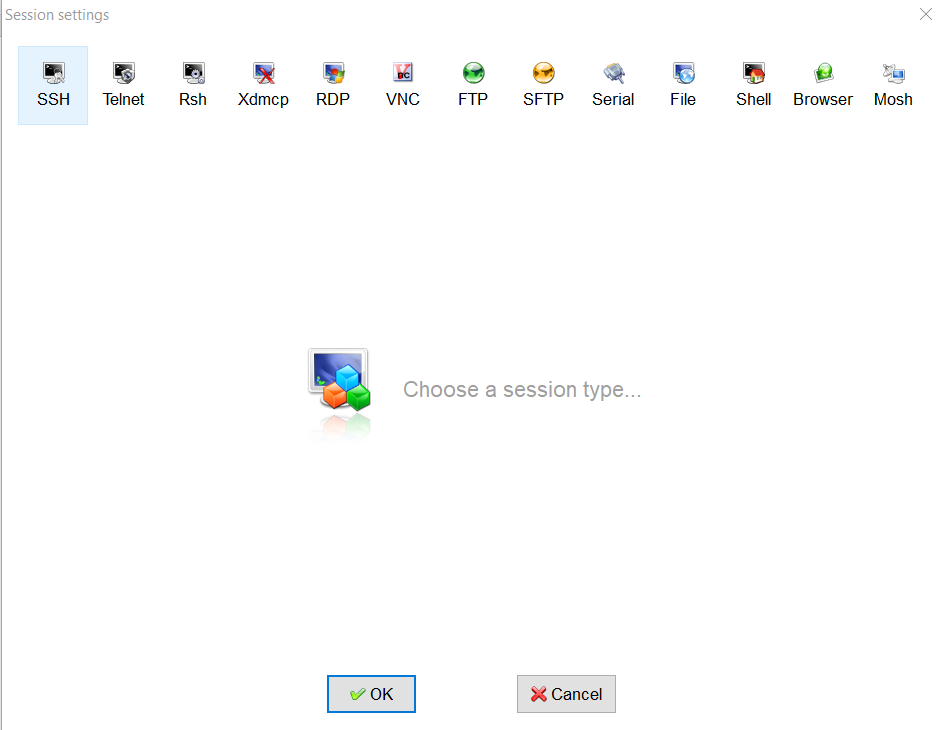 Session settings
SSH Telnet Rsh Xdmcp RDP VNC FTP SFTP Serial File Shell Browser Mosh
Choose a session type...
OK Cancel